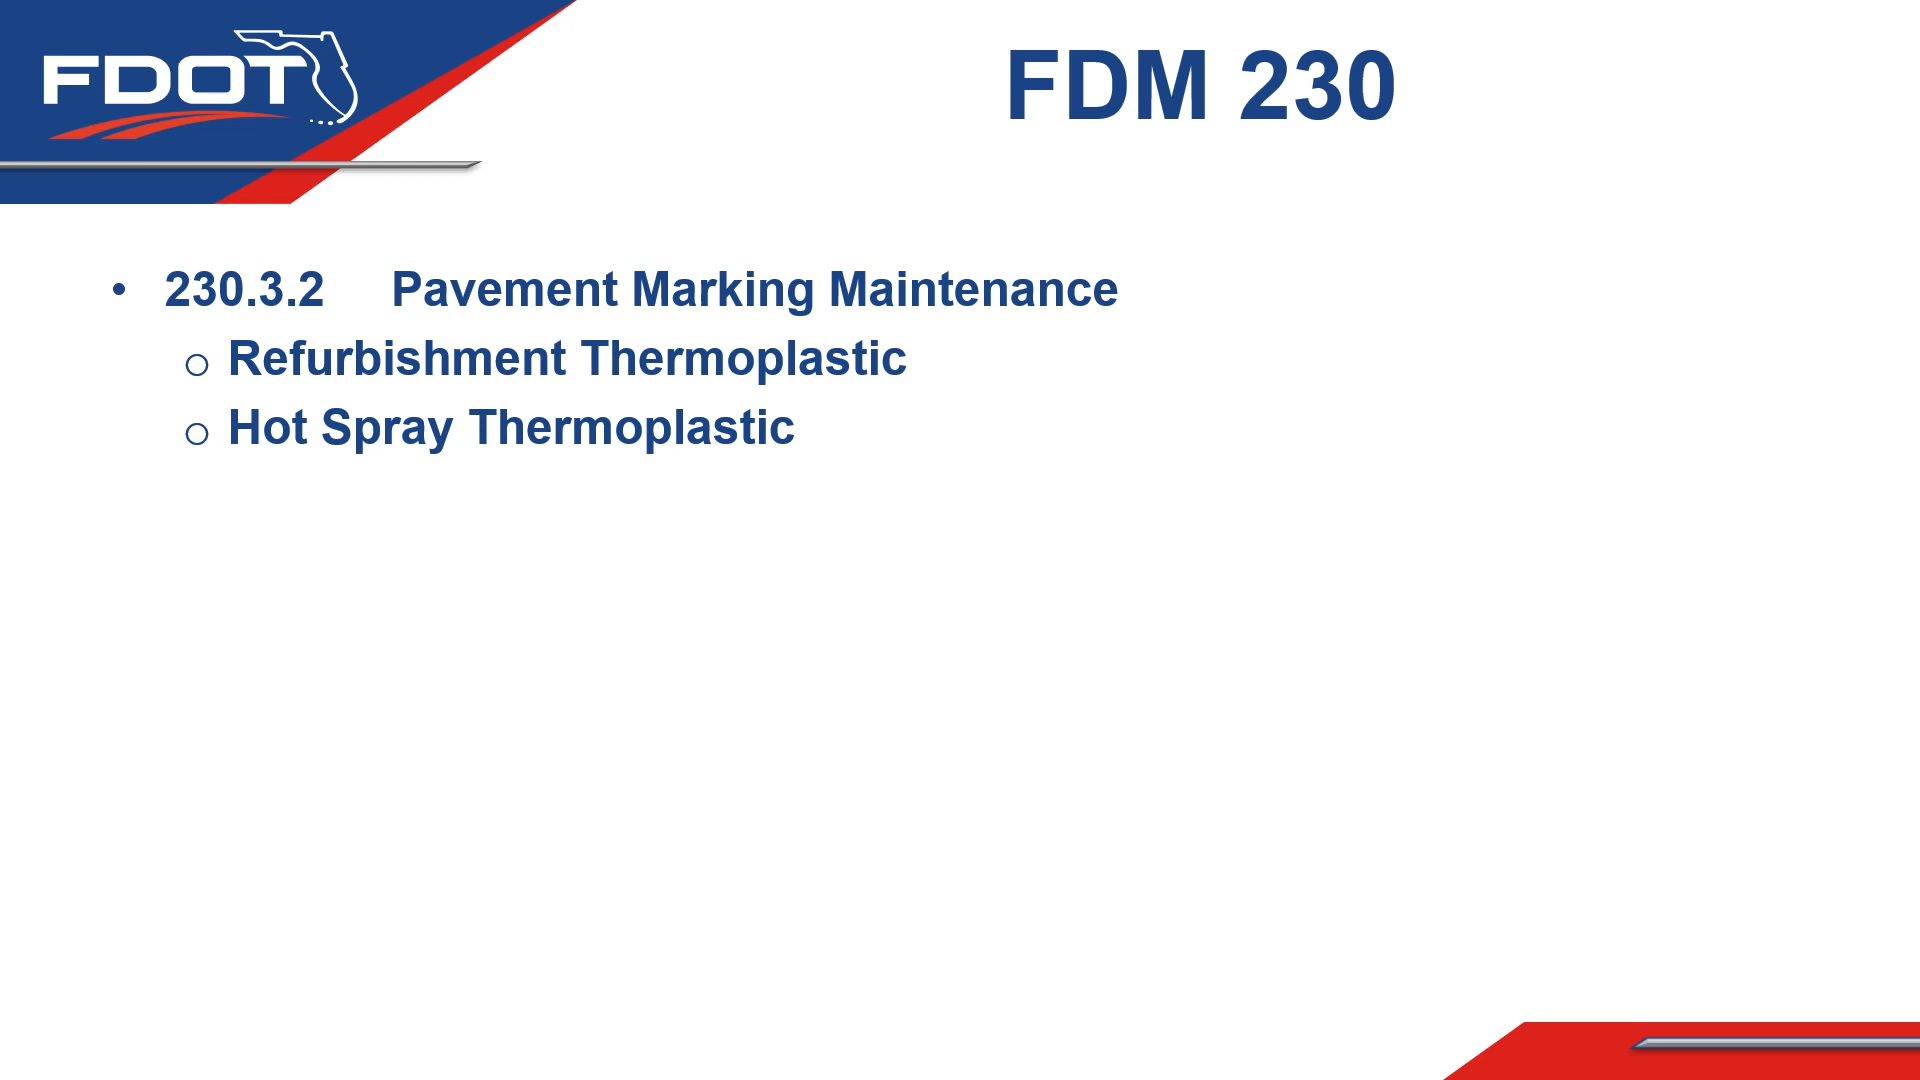 FDOT
FDM 230
• 230.3.2 Pavement Marking Maintenance
o Refurbishment Thermoplastic
o Hot Spray Thermoplastic